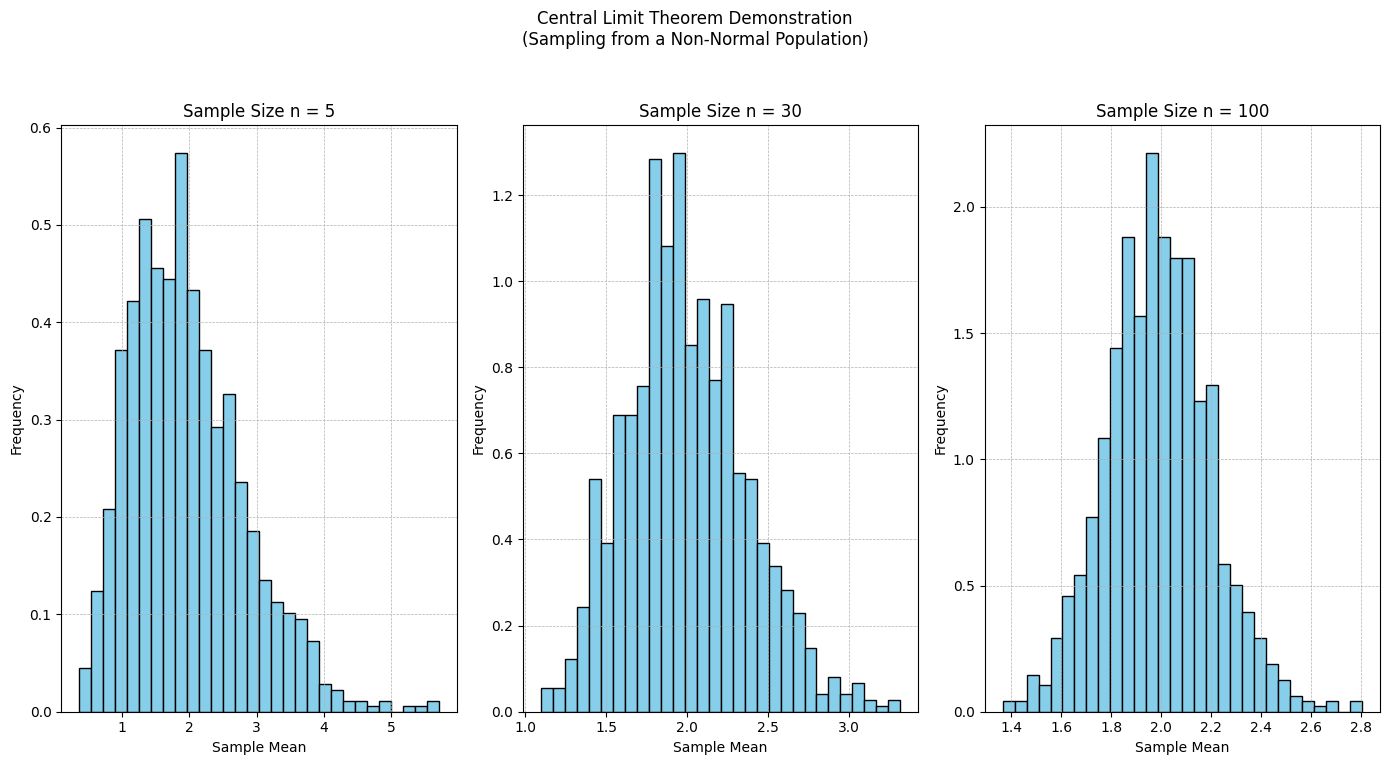 Central Limit Theorem Demonstration
(Sampling from a Non-Normal Population)
Sample Size n = 5
Frequency
0.6
0.5
0.4
0.3
0.2
0.1
0.0
1 2 3 4 5
Sample Mean
Sample Size n = 30
Frequency
1.2
1.0
0.8
0.6
0.4
0.2
0.0
1.0 1.5 2.0 2.5 3.0
Sample Mean
Sample Size n = 100
Frequency
2.0
1.5
1.0
0.5
0.0
1.4 1.6 1.8 2.0 2.2 2.4 2.6 2.8
Sample Mean